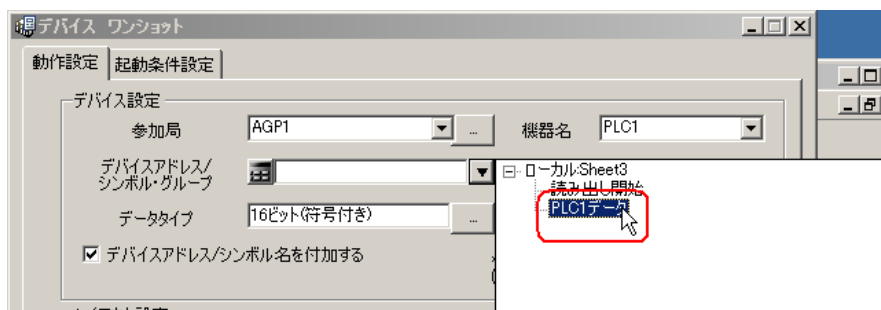 デバイス ワンショット
動作設定 起動条件設定
デバイス設定
参加局 AGP1 ... 機器名 PLC1
デバイスアドレス/
シンボル・グループ
ローカル:Sheet3
読み出し開始
PLC1データ
データタイプ 16ビット(符号付き) ...
デバイスアドレス/シンボル名を付加する